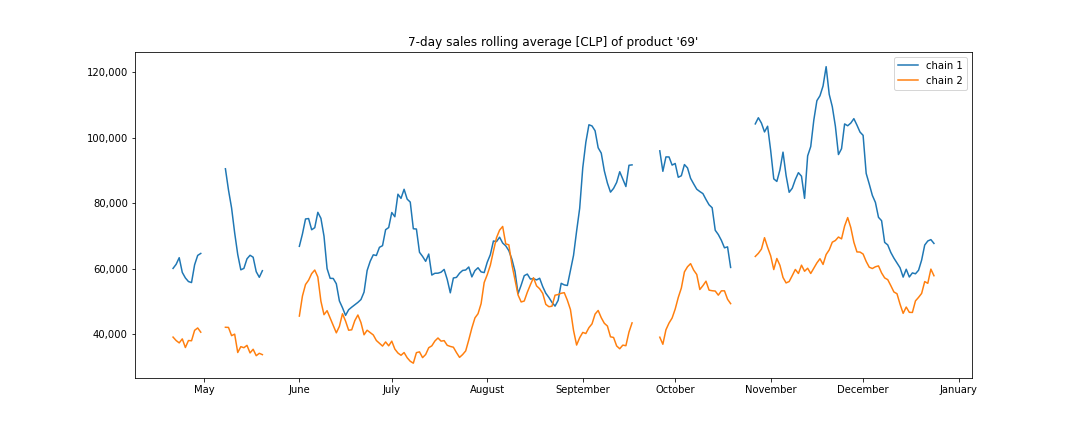 7-day sales rolling average [CLP] of product '69'
120,000
100,000
80,000
60,000
40,000
chain 1
chain 2
May June July August September October November December January